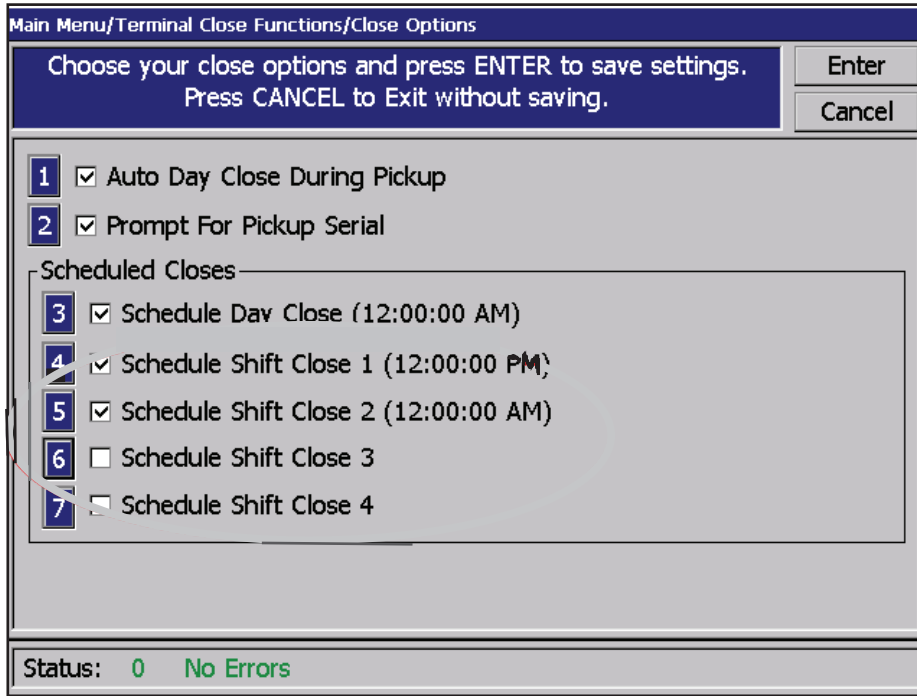 Main Menu/Terminal Close Functions/Close Options
Choose your close options and press ENTER to save settings.
Press CANCEL to Exit without saving.
Enter
Cancel
1 Auto Day Close During Pickup
2 Prompt For Pickup Serial
Scheduled Closes
3 Schedule Day Close (12:00:00 AM)
4 Schedule Shift Close 1 (12:00:00 PM)
5 Schedule Shift Close 2 (12:00:00 AM)
6 Schedule Shift Close 3
7 Schedule Shift Close 4
Status: 0 No Errors